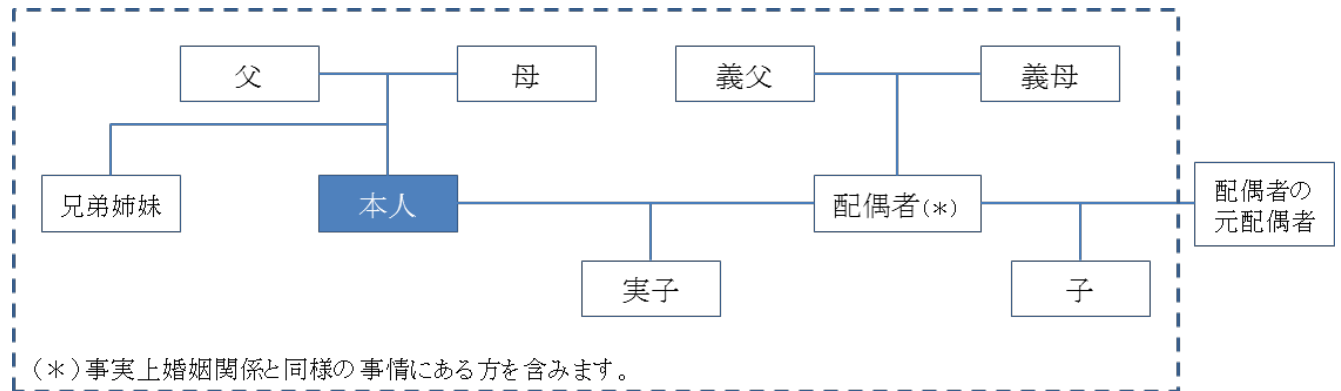 父
母
義父
義母
兄弟姉妹
本人
配偶者(*)
配偶者の
元配偶者
実子
子
(*)事実上婚姻関係と同様の事情にある方を含みます。